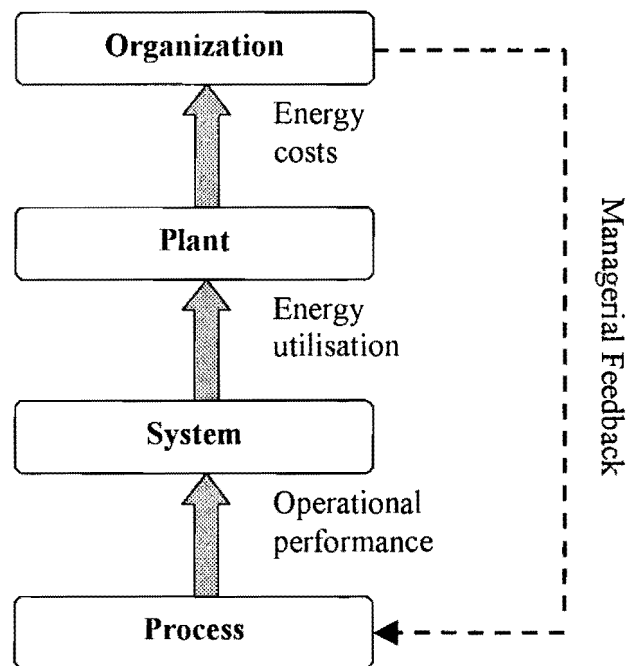 Organization
Energy
costs
Plant
Energy
utilisation
System
Operational
performance
Process
Managerial Feedback